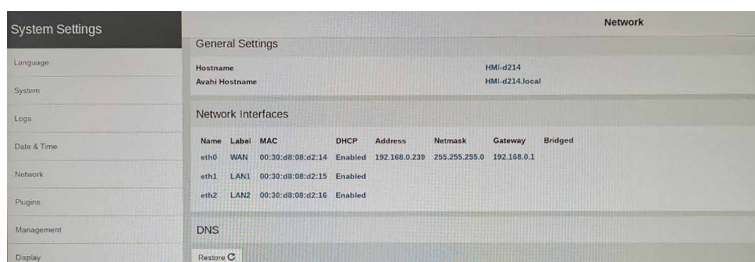 System Settings
Network
Language
System
Logs
Date & Time
Network
Plugins
Management
Display
General Settings
Hostname HMI-d214
Avahi Hostname HMI-d214.local
Network Interfaces
Name Label MAC DHCP Address Netmask Gateway Bridged
eth0 WAN 00:30:d8:08:d2:14 Enabled 192.168.0.239 255.255.255.0 192.168.0.1
eth1 LAN1 00:30:d8:08:d2:15 Enabled
eth2 LAN2 00:30:d8:08:d2:16 Enabled
DNS
Restore